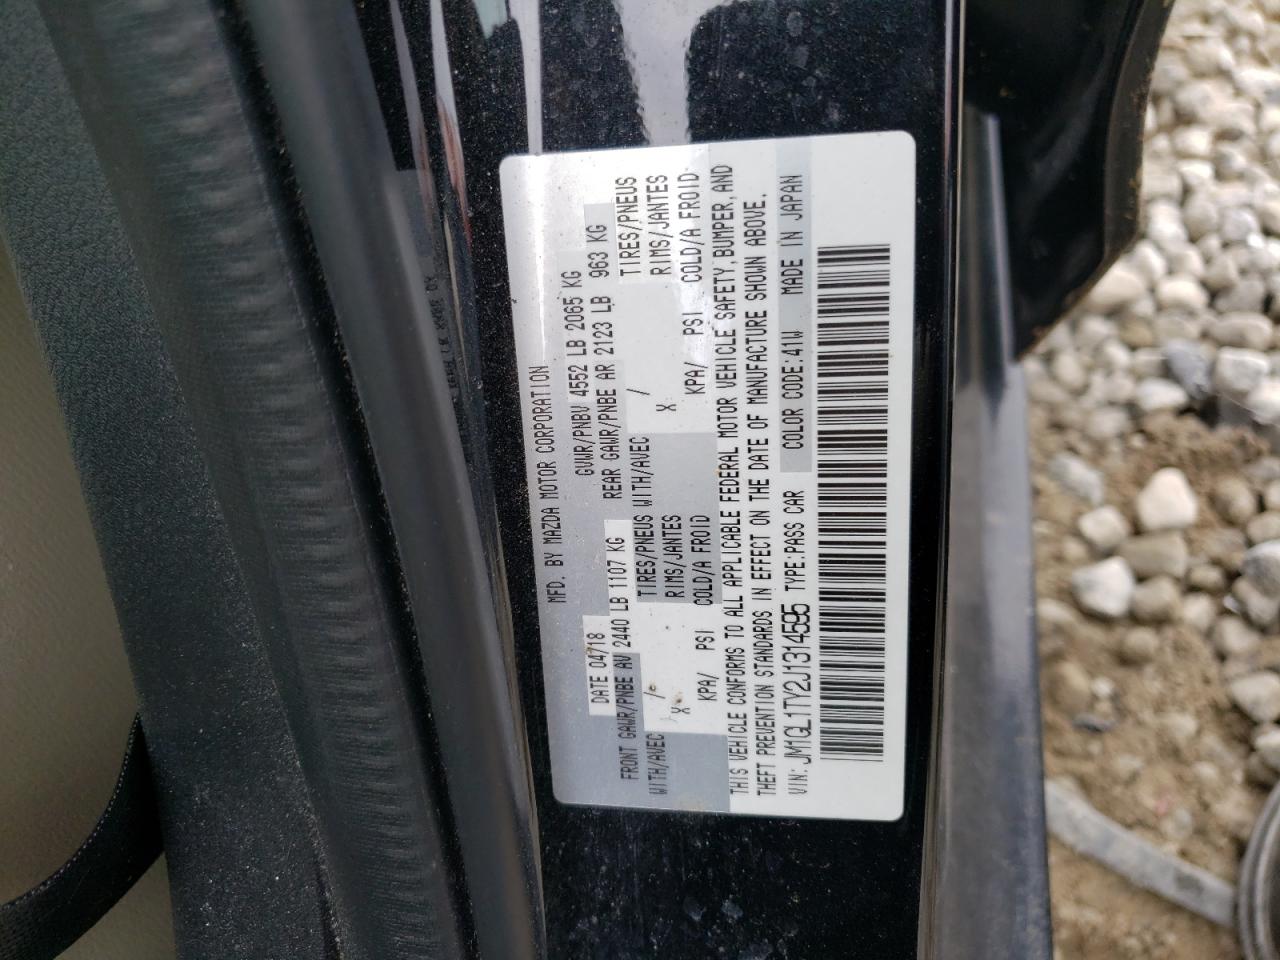 MFD. BY MAZDA MOTOR CORPORATION
DATE 04/18 GVWR/PNBV 4552 LB 2065 KG
FRONT GAWR/PNBE AV 2440 LB 1107 KG REAR GAWR/PNBE AR 2123 LB 963 KG
WITH/AVEC / TIRES/PNEUS WITH/AVEC / TIRES/PNEUS
X RIMS/JANTES X RIMS/JANTES
KPA/ PSI COLD/A FROID KPA/ PSI COLD/A FROID
THIS VEHICLE CONFORMS TO ALL APPLICABLE FEDERAL MOTOR VEHICLE SAFETY, BUMPER, AND
THEFT PREVENTION STANDARDS IN EFFECT ON THE DATE OF MANUFACTURE SHOWN ABOVE.
VIN: JM1GL1TY2J1314595 TYPE:PASS CAR COLOR CODE:41W MADE IN JAPAN